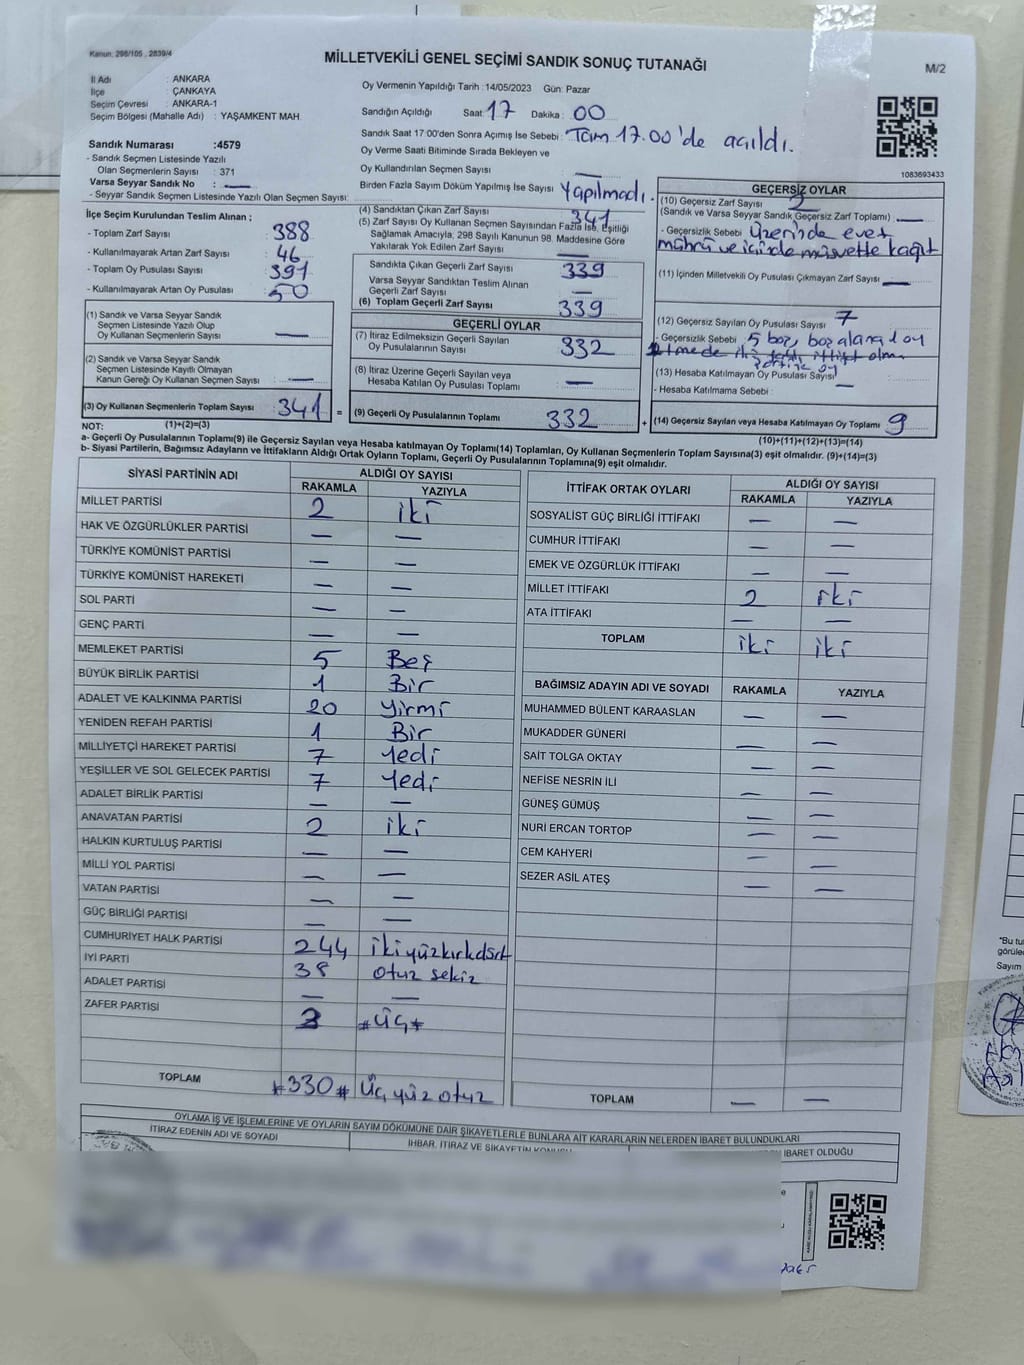 Kanun: 298/105 , 2839/4
MİLLETVEKİLİ GENEL SEÇİMİ SANDIK SONUÇ TUTANAĞI
M/2
İl Adı : ANKARA
İlçe : ÇANKAYA
Seçim Çevresi : ANKARA-1
Seçim Bölgesi (Mahalle Adı) : YAŞAMKENT MAH.
Oy Vermenin Yapıldığı Tarih : 14/05/2023 Gün: Pazar
Sandığın Açıldığı Saat: 17 Dakika : 00
Sandık Saat 17:00'den Sonra Açımış İse Sebebi : Tam 17.00'de açıldı.
Oy Verme Saati Bitiminde Sırada Bekleyen ve
Oy Kullandırılan Seçmen Sayısı : —
Birden Fazla Sayım Döküm Yapılmış İse Sayısı Yapılmadı.
1083693433
Sandık Numarası :4579
- Sandık Seçmen Listesinde Yazılı
Olan Seçmenlerin Sayısı : 371
Varsa Seyyar Sandık No : —
- Seyyar Sandık Seçmen Listesinde Yazılı Olan Seçmen Sayısı:
İlçe Seçim Kurulundan Teslim Alınan ;
- Toplam Zarf Sayısı : 388
- Kullanılmayarak Artan Zarf Sayısı : 46
- Toplam Oy Pusulası Sayısı : 391
- Kullanılmayarak Artan Oy Pusulası : 50
(1) Sandık ve Varsa Seyyar Sandık
Seçmen Listesinde Yazılı Olup
Oy Kullanan Seçmenlerin Sayısı : —
(2) Sandık ve Varsa Seyyar Sandık
Seçmen Listesinde Kayıtlı Olmayan
Kanun Gereği Oy Kullanan Seçmen Sayısı : —
(3) Oy Kullanan Seçmenlerin Toplam Sayısı : 341 =
(1)+(2)=(3)
(4) Sandıktan Çıkan Zarf Sayısı : 341
(5) Zarf Sayısı Oy Kullanan Seçmen Sayısından Fazla İse, Eşitliği
Sağlamak Amacıyla, 298 Sayılı Kanunun 98. Maddesine Göre
Yakılarak Yok Edilen Zarf Sayısı : —
Sandıkta Çıkan Geçerli Zarf Sayısı : 339
Varsa Seyyar Sandıktan Teslim Alınan
Geçerli Zarf Sayısı : —
(6) Toplam Geçerli Zarf Sayısı : 339
GEÇERLİ OYLAR
(7) İtiraz Edilmeksizin Geçerli Sayılan
Oy Pusulalarının Sayısı : 332
(8) İtiraz Üzerine Geçerli Sayılan veya
Hesaba Katılan Oy Pusulası Toplamı : —
(9) Geçerli Oy Pusulalarının Toplamı : 332 +
GEÇERSİZ OYLAR
(10) Geçersiz Zarf Sayısı : 2
(Sandık ve Varsa Seyyar Sandık Geçersiz Zarf Toplamı) —
- Geçersizlik Sebebi : Üzerinde evet
mührü ve içinde müsvette kağıt
(11) İçinden Milletvekili Oy Pusulası Çıkmayan Zarf Sayısı : —
(12) Geçersiz Sayılan Oy Pusulası Sayısı : 7
- Geçersizlik Sebebi : 5 boş, boş alana 1 oy
ittifak olma
(13) Hesaba Katılmayan Oy Pusulası Sayısı : —
- Hesaba Katılmama Sebebi :
(14) Geçersiz Sayılan veya Hesaba Katılmayan Oy Toplamı : 9
(10)+(11)+(12)+(13)=(14)
NOT:
a- Geçerli Oy Pusulalarının Toplamı(9) ile Geçersiz Sayılan veya Hesaba katılmayan Oy Toplamı(14) Toplamları, Oy Kullanan Seçmenlerin Toplam Sayısına(3) eşit olmalıdır. (9)+(14)=(3)
b- Siyasi Partilerin, Bağımsız Adayların ve İttifakların Aldığı Ortak Oyların Toplamı, Geçerli Oy Pusulalarının Toplamına(9) eşit olmalıdır.
SİYASİ PARTİNİN ADI ALDIĞI OY SAYISI
RAKAMLA YAZIYLA
MİLLET PARTİSİ 2 iki
HAK VE ÖZGÜRLÜKLER PARTİSİ — —
TÜRKİYE KOMÜNİST PARTİSİ — —
TÜRKİYE KOMÜNİST HAREKETİ — —
SOL PARTİ — —
GENÇ PARTİ — —
MEMLEKET PARTİSİ 5 Beş
BÜYÜK BİRLİK PARTİSİ 1 Bir
ADALET VE KALKINMA PARTİSİ 20 Yirmi
YENİDEN REFAH PARTİSİ 1 Bir
MİLLİYETÇİ HAREKET PARTİSİ 7 Yedi
YEŞİLLER VE SOL GELECEK PARTİSİ 7 Yedi
ADALET BİRLİK PARTİSİ — —
ANAVATAN PARTİSİ 2 iki
HALKIN KURTULUŞ PARTİSİ — —
MİLLİ YOL PARTİSİ — —
VATAN PARTİSİ — —
GÜÇ BİRLİĞİ PARTİSİ — —
CUMHURİYET HALK PARTİSİ 244 ikiyüzkırkdört
İYİ PARTİ 38 otuz sekiz
ADALET PARTİSİ — —
ZAFER PARTİSİ 3 #Üç#
TOPLAM #330# Üç yüz otuz
İTTİFAK ORTAK OYLARI ALDIĞI OY SAYISI
RAKAMLA YAZIYLA
SOSYALİST GÜÇ BİRLİĞİ İTTİFAKI — —
CUMHUR İTTİFAKI — —
EMEK VE ÖZGÜRLÜK İTTİFAKI — —
MİLLET İTTİFAKI 2 iki
ATA İTTİFAKI — —
TOPLAM iki iki
BAĞIMSIZ ADAYIN ADI VE SOYADI RAKAMLA YAZIYLA
MUHAMMED BÜLENT KARAASLAN — —
MUKADDER GÜNERİ — —
SAİT TOLGA OKTAY — —
NEFİSE NESRİN İLİ — —
GÜNEŞ GÜMÜŞ — —
NURİ ERCAN TORTOP — —
CEM KAHYERİ — —
SEZER ASİL ATEŞ — —
TOPLAM — —
OYLAMA İŞ VE İŞLEMLERİNE VE OYLARIN SAYIM DÖKÜMÜNE DAİR ŞİKAYETLERLE BUNLARA AİT KARARLARIN NELERDEN İBARET BULUNDUKLARI
İTİRAZ EDENİN ADI VE SOYADI
İHBAR, İTİRAZ VE ŞİKAYETİN KONUSU
İBARET OLDUĞU
"Bu tu
görüle
Sayım